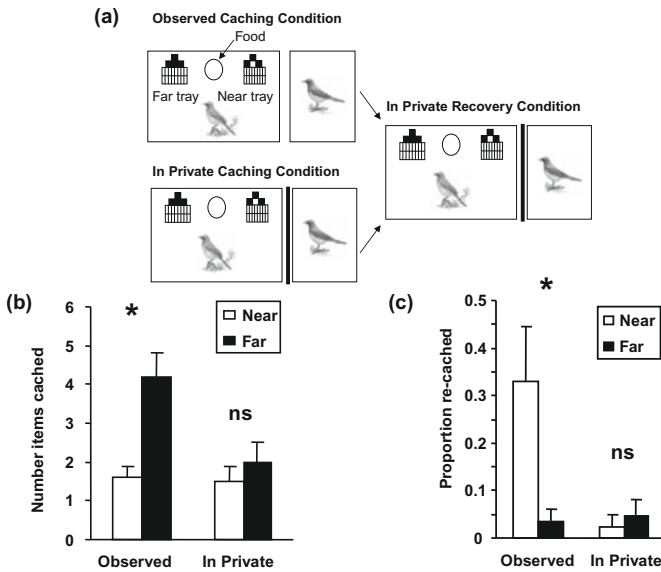 (a)
Observed Caching Condition
Food
Far tray
Near tray
In Private Recovery Condition
In Private Caching Condition
(b)
6
5
4
3
2
1
0
Number items cached
*
ns
Near
Far
Observed
In Private
(c)
0.5
0.4
0.3
0.2
0.1
0
Proportion re-cached
*
ns
Near
Far
Observed
In Private